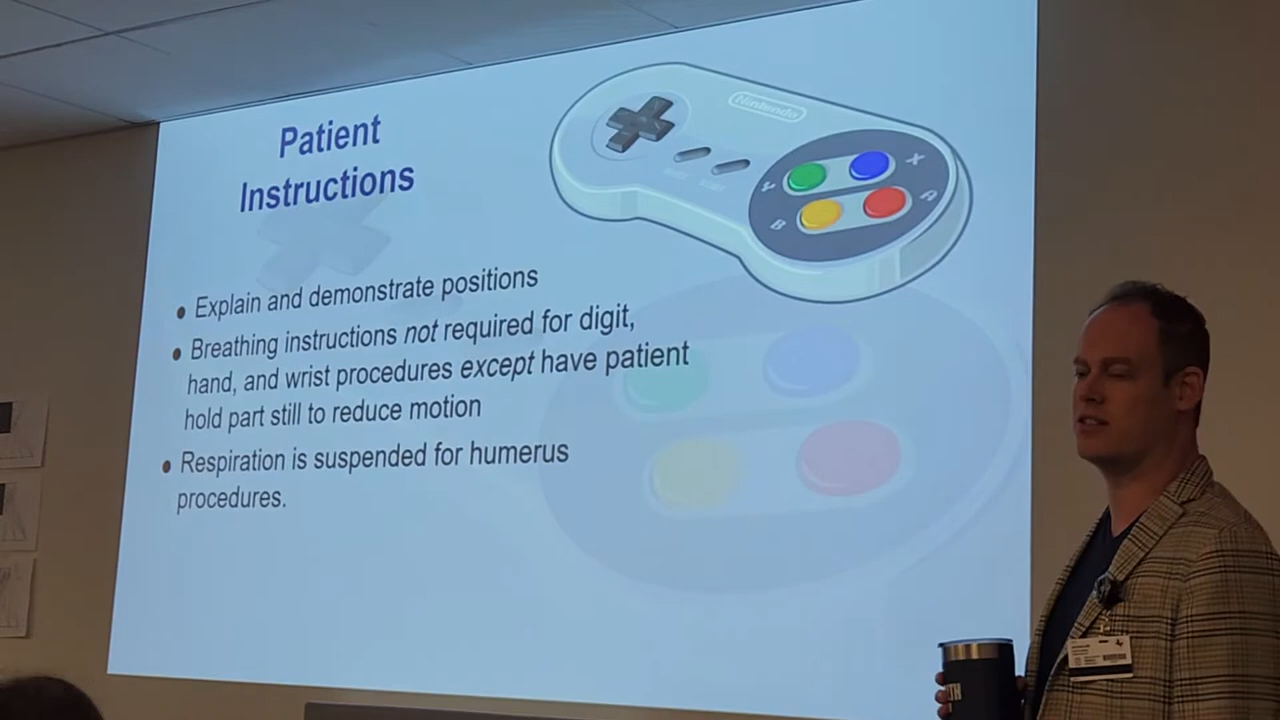 Patient
Instructions
Nintendo
Y
X
B
A
Explain and demonstrate positions
Breathing instructions not required for digit,
hand, and wrist procedures except have patient
hold part still to reduce motion
Respiration is suspended for humerus
procedures.
TH